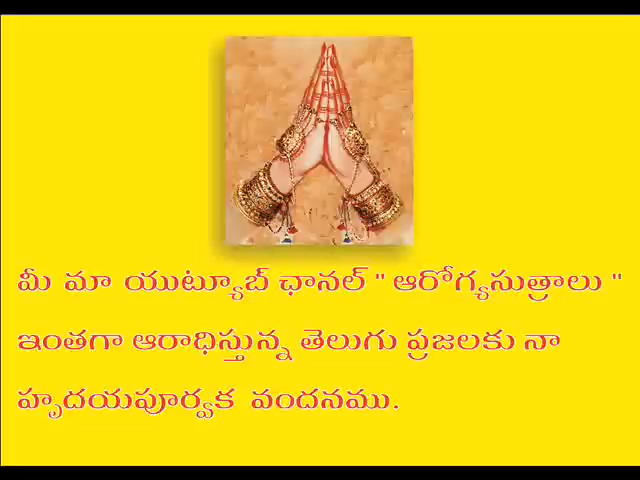 మీ మా యుట్యూబ్ ఛానల్ " ఆరోగ్యసుత్రాలు "
ఇంతగా ఆరాధిస్తున్న తెలుగు ప్రజలకు నా
హృదయపూర్వక వందనము.